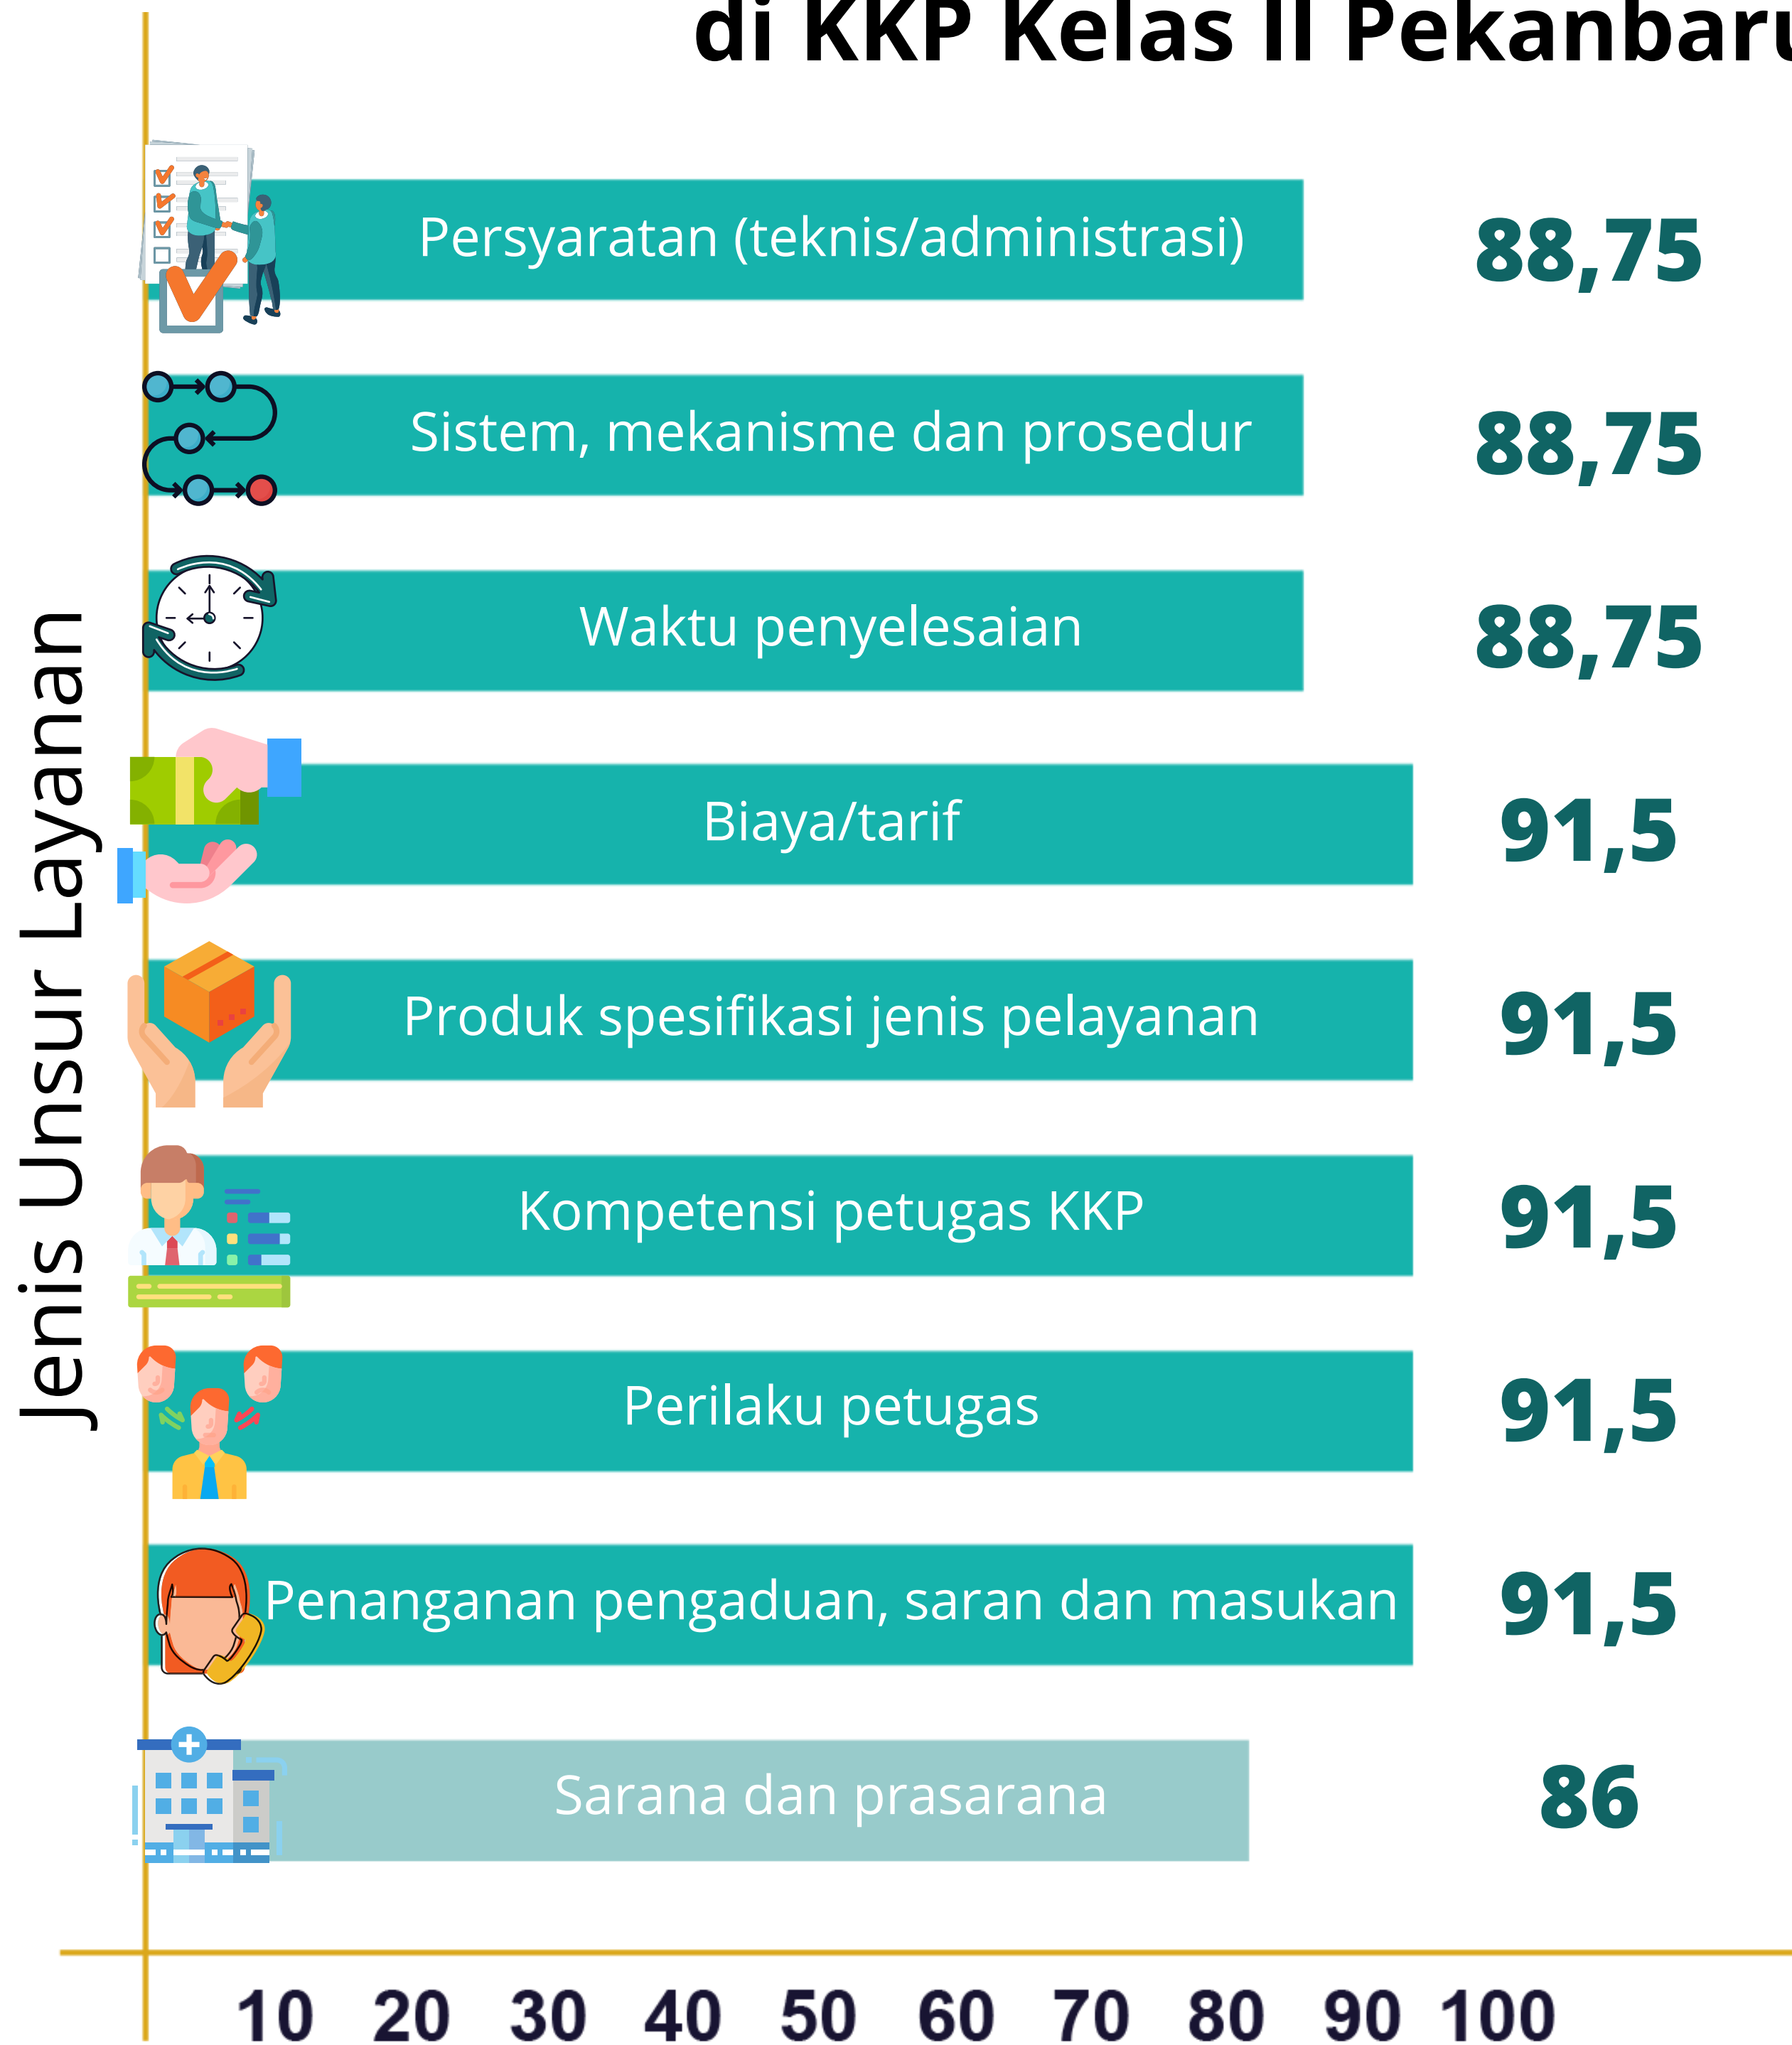 di KKP Kelas II Pekanbaru
Jenis Unsur Layanan
Persyaratan (teknis/administrasi) 88,75
Sistem, mekanisme dan prosedur 88,75
Waktu penyelesaian 88,75
Biaya/tarif 91,5
Produk spesifikasi jenis pelayanan 91,5
Kompetensi petugas KKP 91,5
Perilaku petugas 91,5
Penanganan pengaduan, saran dan masukan 91,5
Sarana dan prasarana 86
10 20 30 40 50 60 70 80 90 100